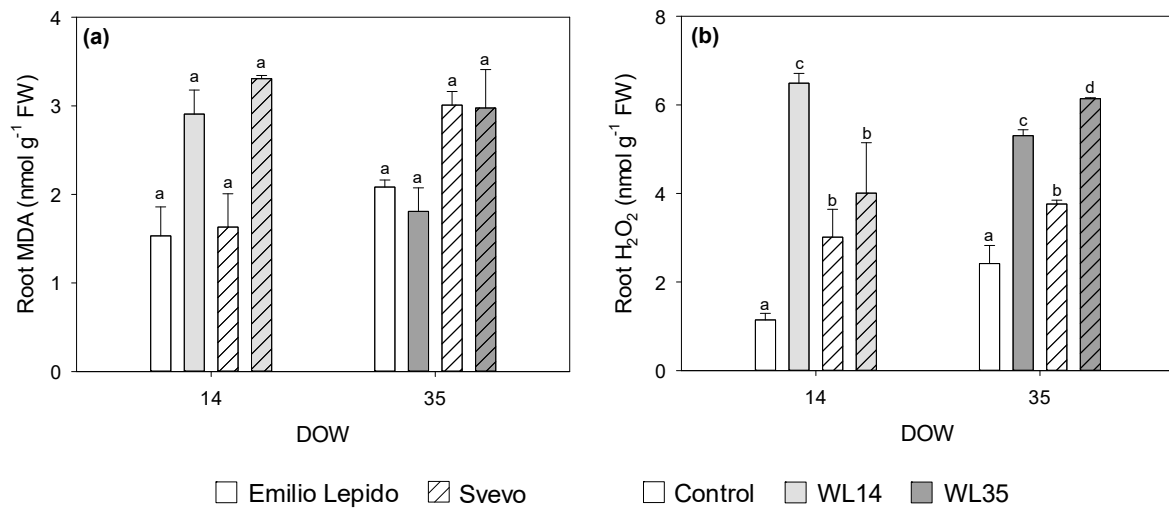 (a)
Root MDA (nmol g⁻¹ FW)
4
3
2
1
0
a
a
a
a
a
a
a
a
14
35
DOW
(b)
Root H₂O₂ (nmol g⁻¹ FW)
8
6
4
2
0
a
c
b
b
a
c
b
d
14
35
DOW
Emilio Lepido Svevo Control WL14 WL35